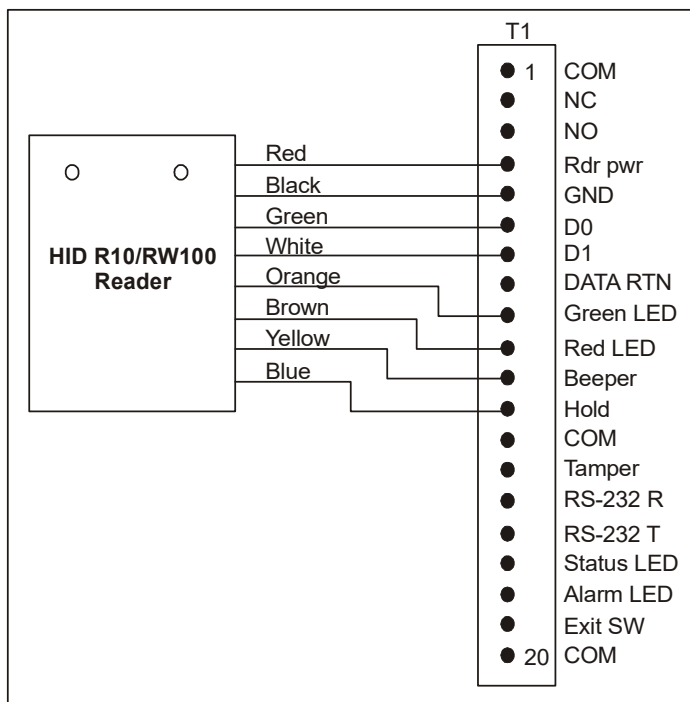 T1
1 COM
NC
NO
Red
Rdr pwr
Black
GND
Green
D0
White
D1
HID R10/RW100
Reader
Orange
DATA RTN
Green LED
Brown
Red LED
Yellow
Beeper
Blue
Hold
COM
Tamper
RS-232 R
RS-232 T
Status LED
Alarm LED
Exit SW
20 COM